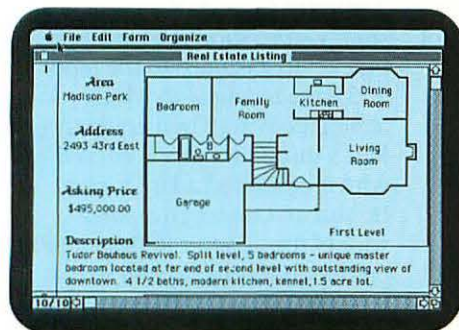 File Edit Form Organize
Real Estate Listing
1
Area
Madison Park
Address
2493 43rd East
Asking Price
$495,000.00
Bedroom
Family
Room
Kitchen
Dining
Room
Living
Room
Garage
First Level
Description
Tudor Bauhaus Revival. Split level, 5 bedrooms - unique master
bedroom located at far end of second level with outstanding view of
downtown. 4 1/2 baths, modern kitchen, kennel, 1.5 acre lot.
10/10